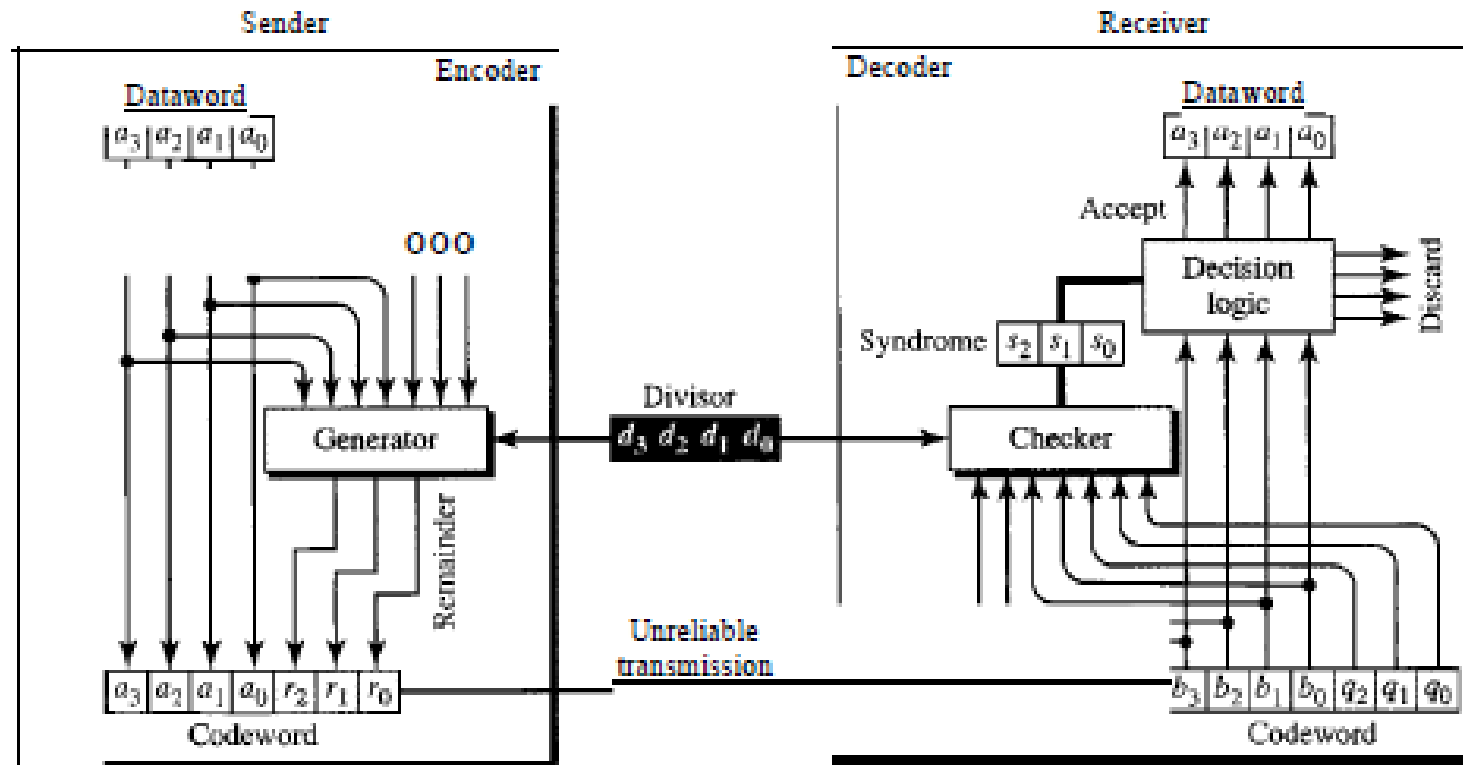 Sender
Receiver
Encoder
Decoder
Dataword
Dataword
a3 a2 a1 a0
a3 a2 a1 a0
Accept
000
Decision
logic
Discard
Syndrome s2 s1 s0
Divisor
Generator
d3 d2 d1 d0
Checker
Remainder
Unreliable
transmission
a3 a2 a1 a0 r2 r1 r0
b3 b2 b1 b0 q2 q1 q0
Codeword
Codeword